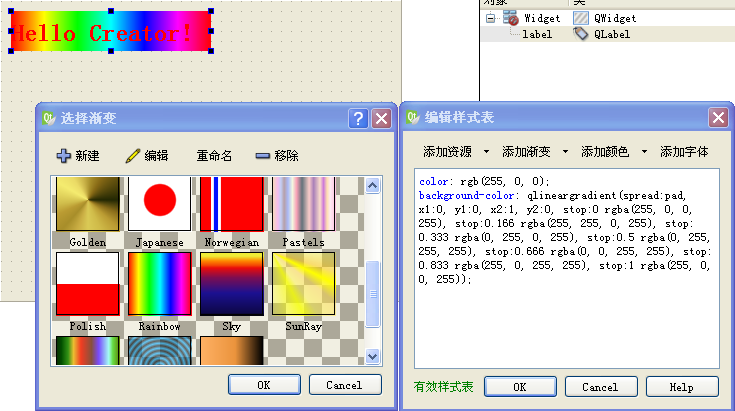 对象 类
Hello Creator!
Widget QWidget
label QLabel
选择渐变
新建 编辑 重命名 移除
Golden Japanese Norwegian Pastels
Polish Rainbow Sky SunRay
OK Cancel
编辑样式表
添加资源 添加渐变 添加颜色 添加字体
color: rgb(255, 0, 0);
background-color: qlineargradient(spread:pad,
x1:0, y1:0, x2:1, y2:0, stop:0 rgba(255, 0, 0,
255), stop:0.166 rgba(255, 255, 0, 255), stop:
0.333 rgba(0, 255, 0, 255), stop:0.5 rgba(0, 255,
255, 255), stop:0.666 rgba(0, 0, 255, 255), stop:
0.833 rgba(255, 0, 255, 255), stop:1 rgba(255, 0,
0, 255));
有效样式表 OK Cancel Help